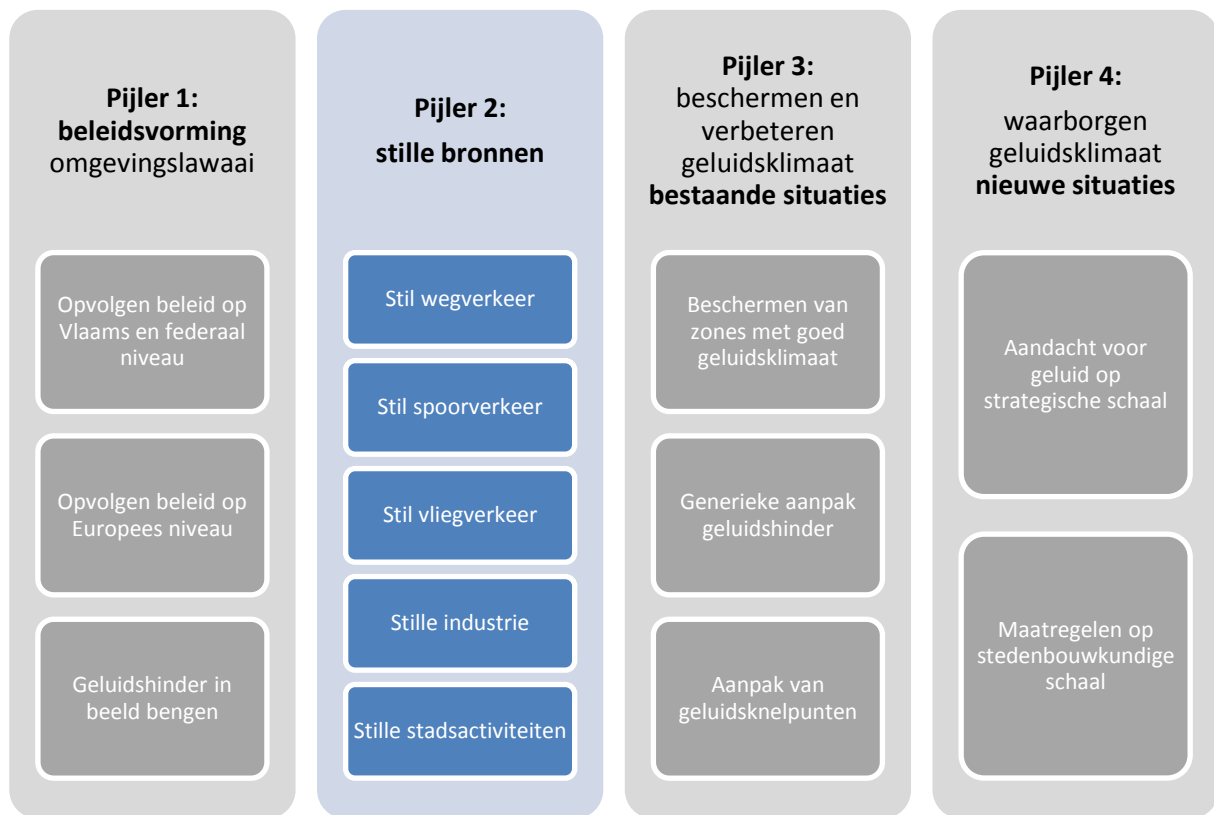 Pijler 1:
beleidsvorming
omgevingslawaai
Opvolgen beleid op
Vlaams en federaal
niveau
Opvolgen beleid op
Europees niveau
Geluidshinder in
beeld bengen
Pijler 2:
stille bronnen
Stil wegverkeer
Stil spoorverkeer
Stil vliegverkeer
Stille industrie
Stille stadsactiviteiten
Pijler 3:
beschermen en
verbeteren
geluidsklimaat
bestaande situaties
Beschermen van
zones met goed
geluidsklimaat
Generieke aanpak
geluidshinder
Aanpak van
geluidsknelpunten
Pijler 4:
waarborgen
geluidsklimaat
nieuwe situaties
Aandacht voor
geluid op
strategische schaal
Maatregelen op
stedenbouwkundige
schaal